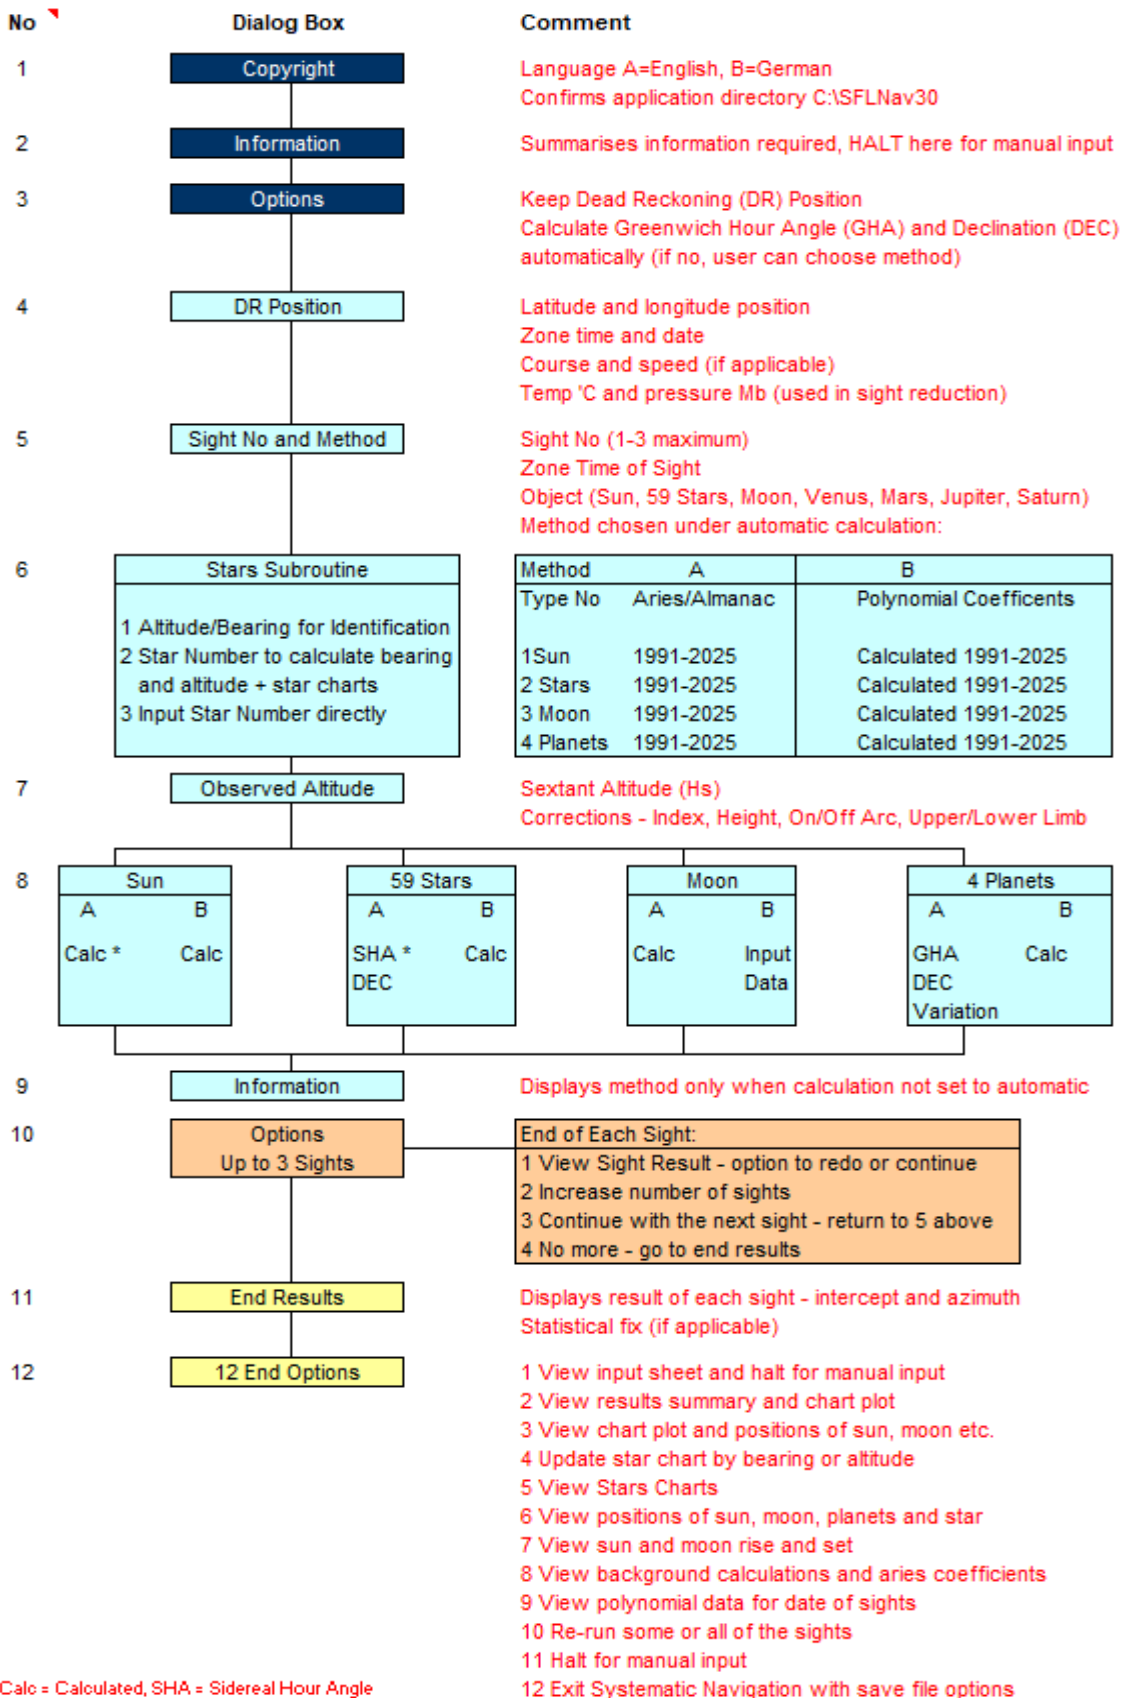 No Dialog Box Comment
1 Copyright Language A=English, B=German
Confirms application directory C:\SFLNav30
2 Information Summarises information required, HALT here for manual input
3 Options Keep Dead Reckoning (DR) Position
Calculate Greenwich Hour Angle (GHA) and Declination (DEC)
automatically (if no, user can choose method)
4 DR Position Latitude and longitude position
Zone time and date
Course and speed (if applicable)
Temp 'C and pressure Mb (used in sight reduction)
5 Sight No and Method Sight No (1-3 maximum)
Zone Time of Sight
Object (Sun, 59 Stars, Moon, Venus, Mars, Jupiter, Saturn)
Method chosen under automatic calculation:
6 Stars Subroutine Method A B
Type No Aries/Almanac Polynomial Coefficents
1 Altitude/Bearing for Identification
2 Star Number to calculate bearing 1Sun 1991-2025 Calculated 1991-2025
and altitude + star charts 2 Stars 1991-2025 Calculated 1991-2025
3 Input Star Number directly 3 Moon 1991-2025 Calculated 1991-2025
4 Planets 1991-2025 Calculated 1991-2025
7 Observed Altitude Sextant Altitude (Hs)
Corrections - Index, Height, On/Off Arc, Upper/Lower Limb
8 Sun 59 Stars Moon 4 Planets
A B A B A B A B
Calc * Calc SHA * Calc Calc Input GHA Calc
DEC Data DEC
Variation
9 Information Displays method only when calculation not set to automatic
10 Options End of Each Sight:
Up to 3 Sights 1 View Sight Result - option to redo or continue
2 Increase number of sights
3 Continue with the next sight - return to 5 above
4 No more - go to end results
11 End Results Displays result of each sight - intercept and azimuth
Statistical fix (if applicable)
12 12 End Options 1 View input sheet and halt for manual input
2 View results summary and chart plot
3 View chart plot and positions of sun, moon etc.
4 Update star chart by bearing or altitude
5 View Stars Charts
6 View positions of sun, moon, planets and star
7 View sun and moon rise and set
8 View background calculations and aries coefficients
9 View polynomial data for date of sights
10 Re-run some or all of the sights
11 Halt for manual input
Calc = Calculated, SHA = Sidereal Hour Angle 12 Exit Systematic Navigation with save file options